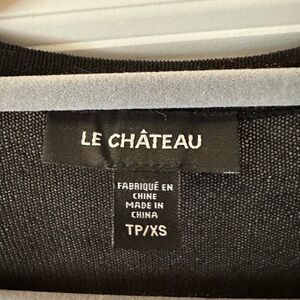 LE CHÂTEAU
FABRIQUÉ EN
CHINE
MADE IN
CHINA
TP/XS